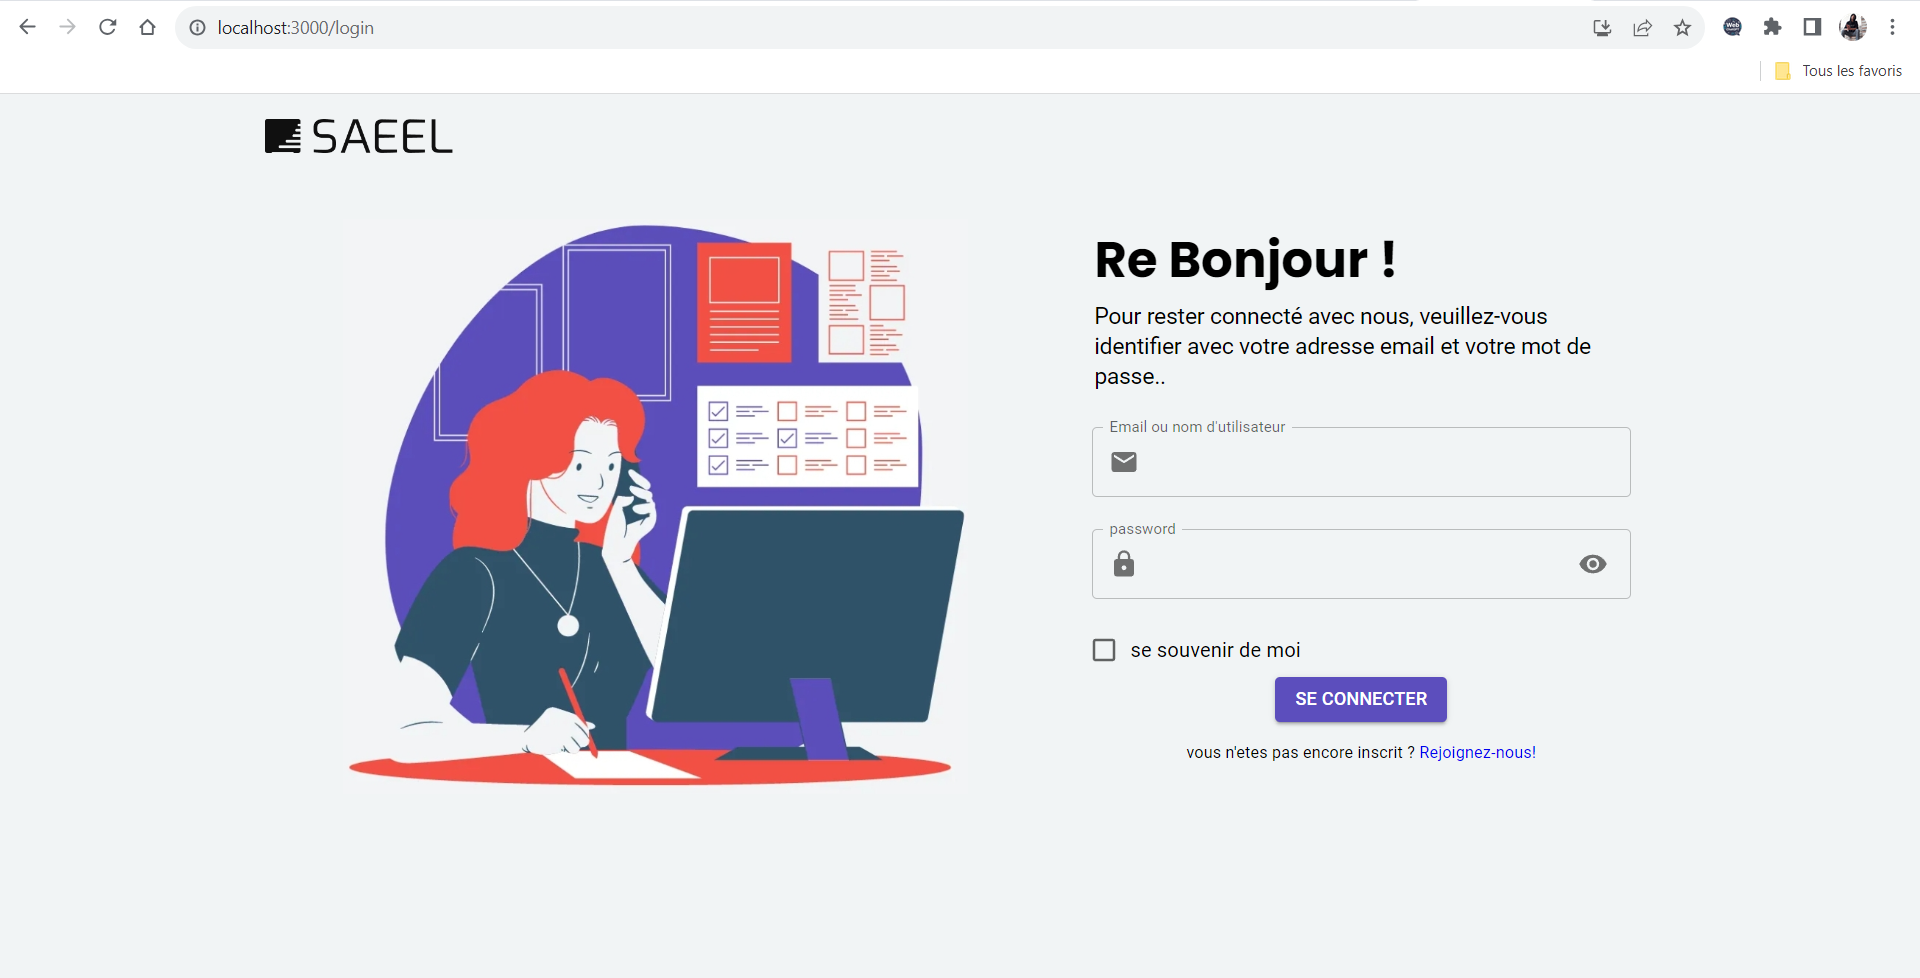 localhost:3000/login
Tous les favoris
SAEEL
Re Bonjour !
Pour rester connecté avec nous, veuillez-vous
identifier avec votre adresse email et votre mot de
passe..
Email ou nom d'utilisateur
password
se souvenir de moi
SE CONNECTER
vous n'etes pas encore inscrit ? Rejoignez-nous!